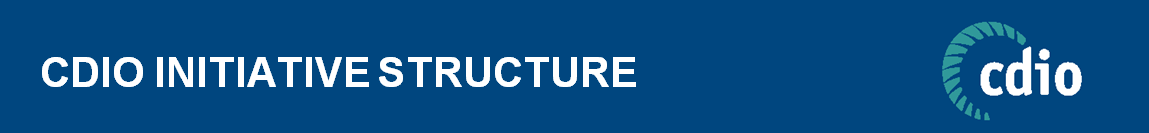 CDIO INITIATIVE STRUCTURE
cdio